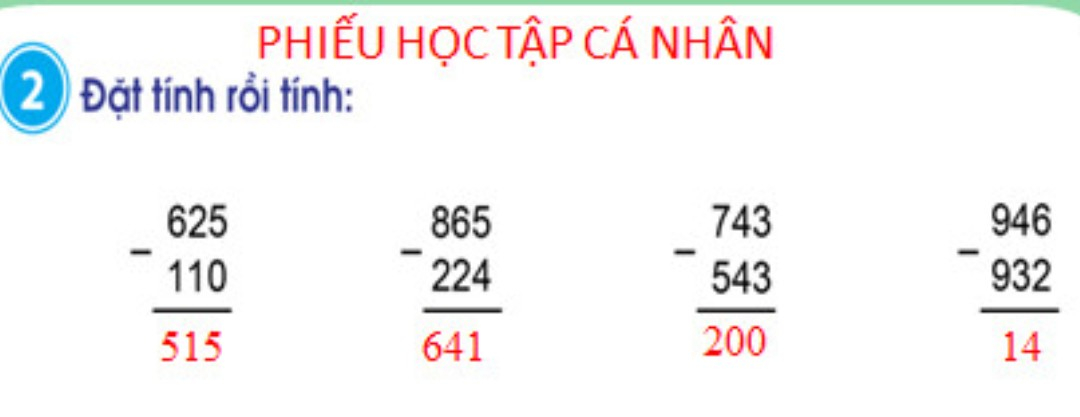 PHIẾU HỌC TẬP CÁ NHÂN
2 Đặt tính rồi tính:
625 865 743 946
- - - -
110 224 543 932
515 641 200 14